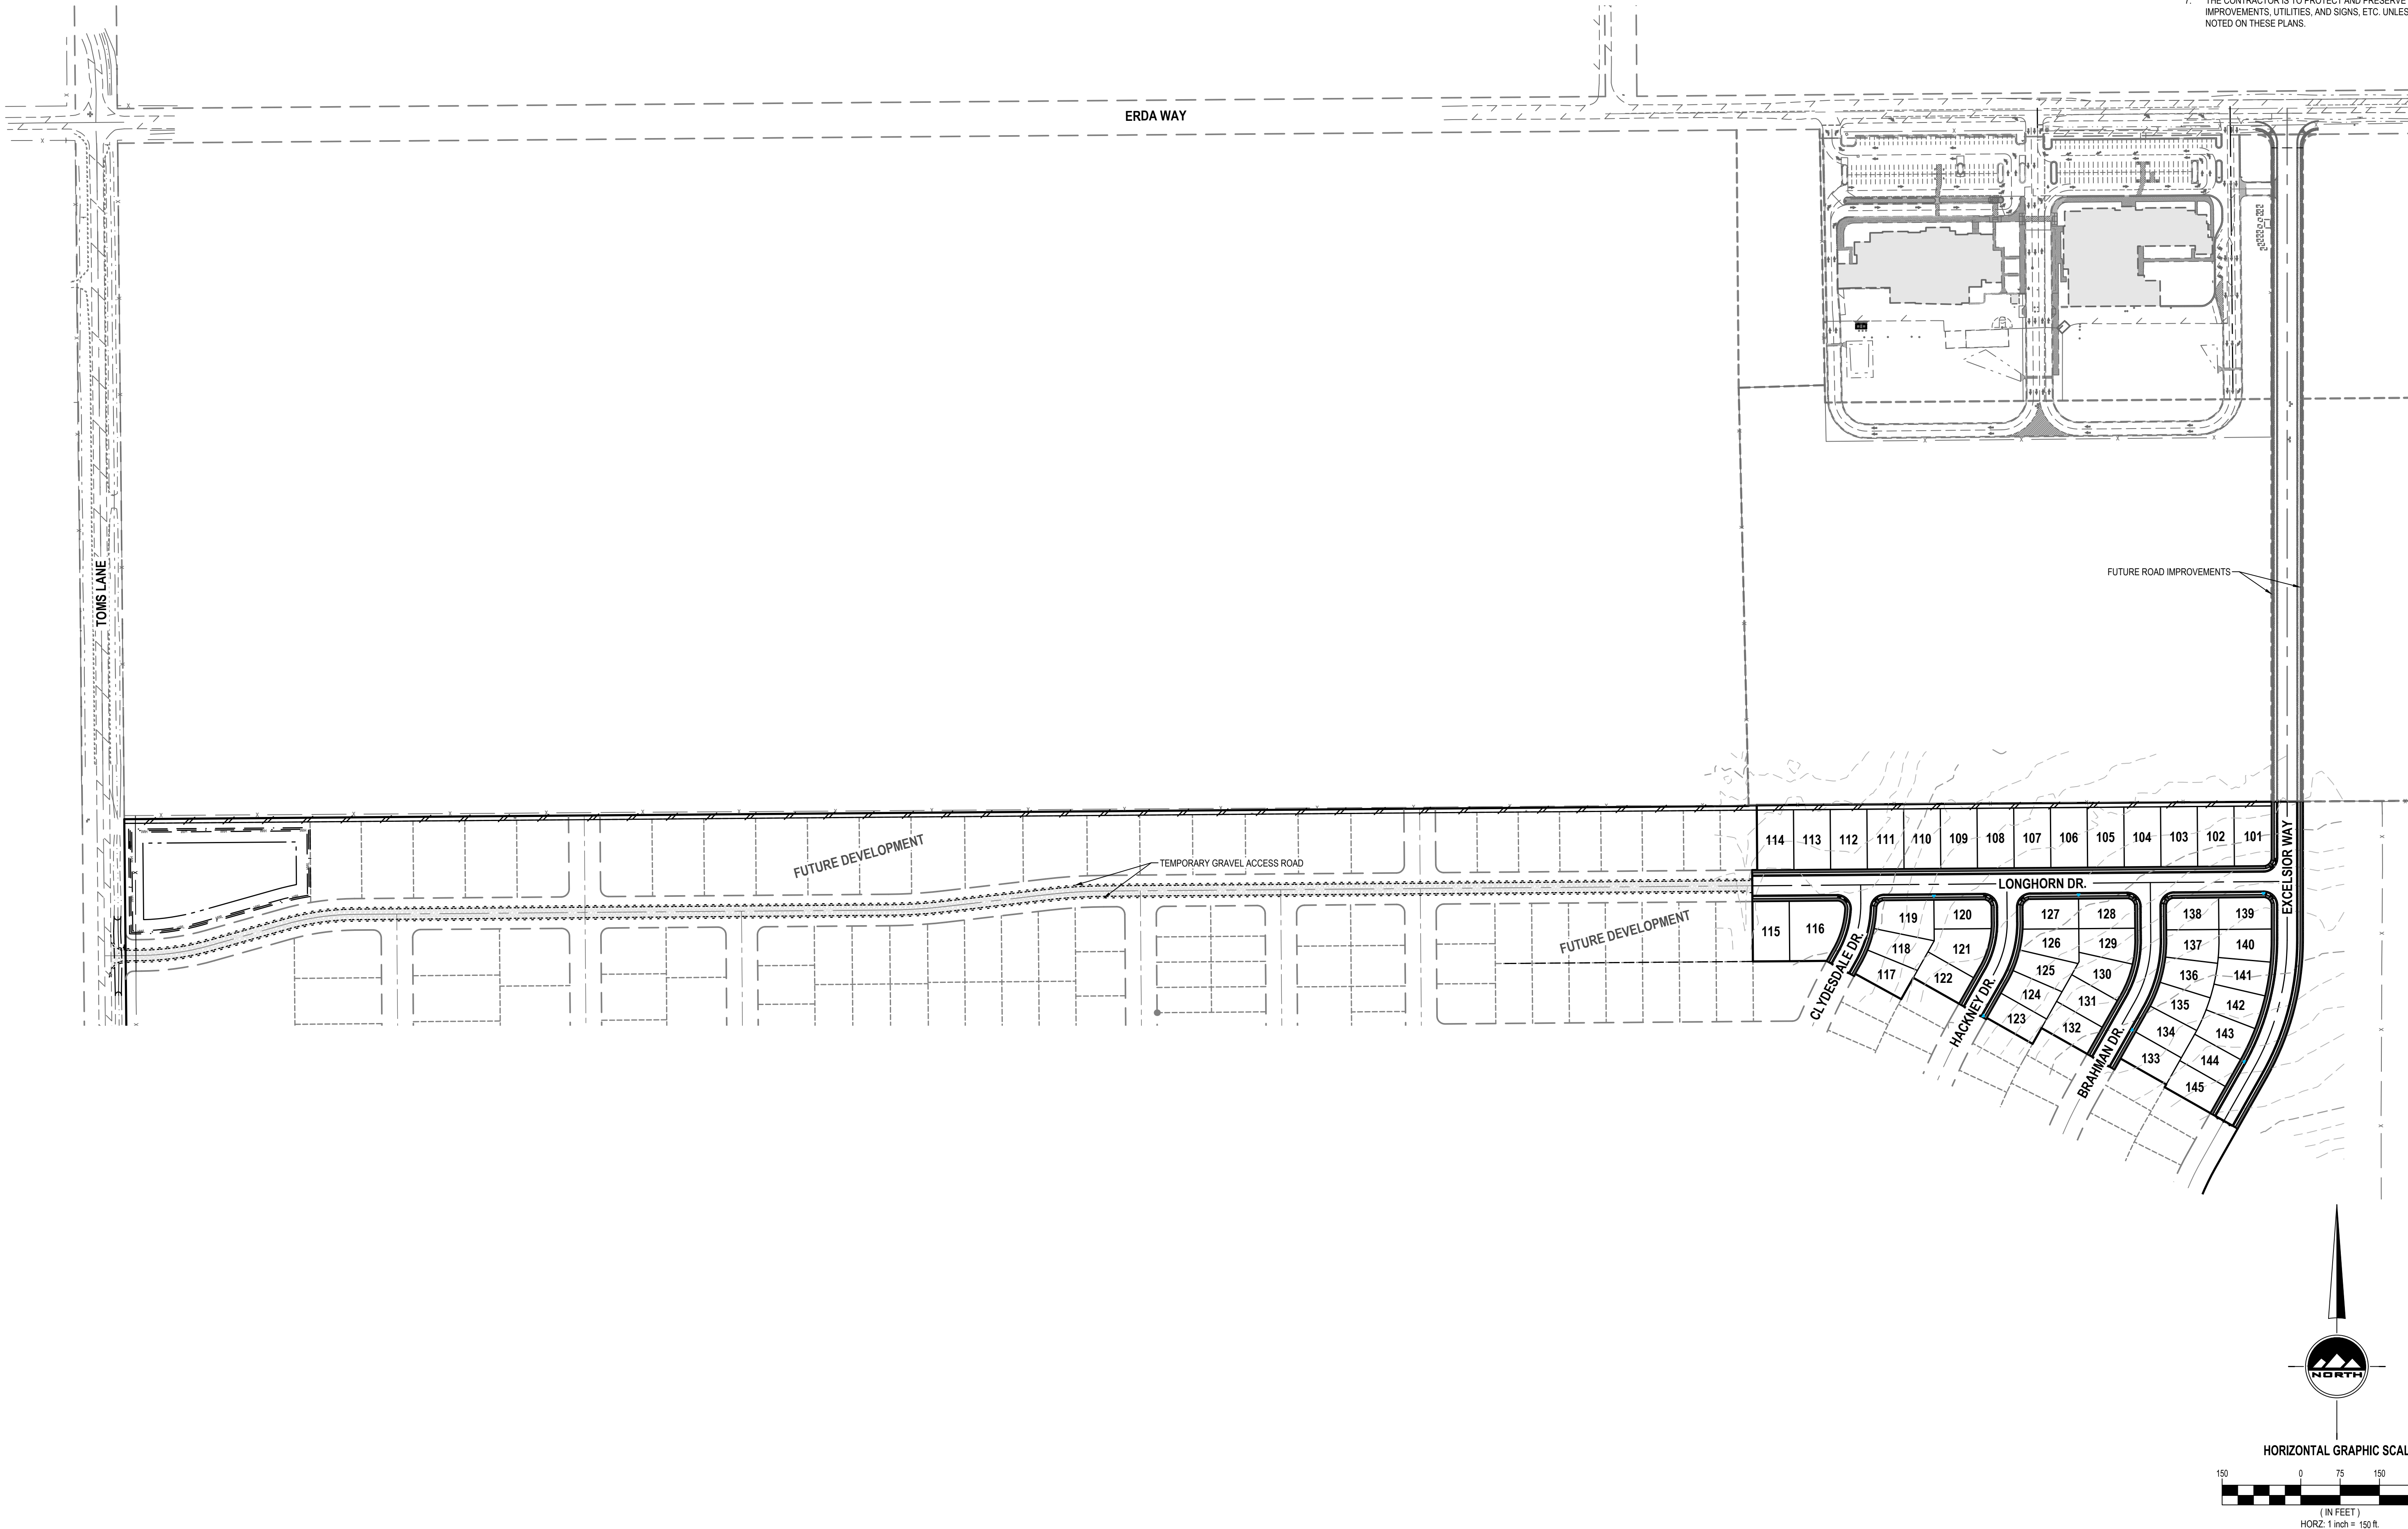 7. THE CONTRACTOR IS TO PROTECT AND PRESERVE
IMPROVEMENTS, UTILITIES, AND SIGNS, ETC. UNLES
NOTED ON THESE PLANS.
ERDA WAY
TOMS LANE
FUTURE ROAD IMPROVEMENTS
FUTURE DEVELOPMENT
TEMPORARY GRAVEL ACCESS ROAD
FUTURE DEVELOPMENT
114 113 112 111 110 109 108 107 106 105 104 103 102 101
LONGHORN DR.
EXCELSIOR WAY
115 116
119 120
118 121
117 122
127 128
126 129
125 130
124 131
123 132
138 139
137 140
136 141
135 142
134 143
133 144
145
CLYDESDALE DR.
HACKNEY DR.
BRAHMAN DR.
NORTH
HORIZONTAL GRAPHIC SCAL
150 0 75 150
( IN FEET )
HORZ: 1 inch = 150 ft.